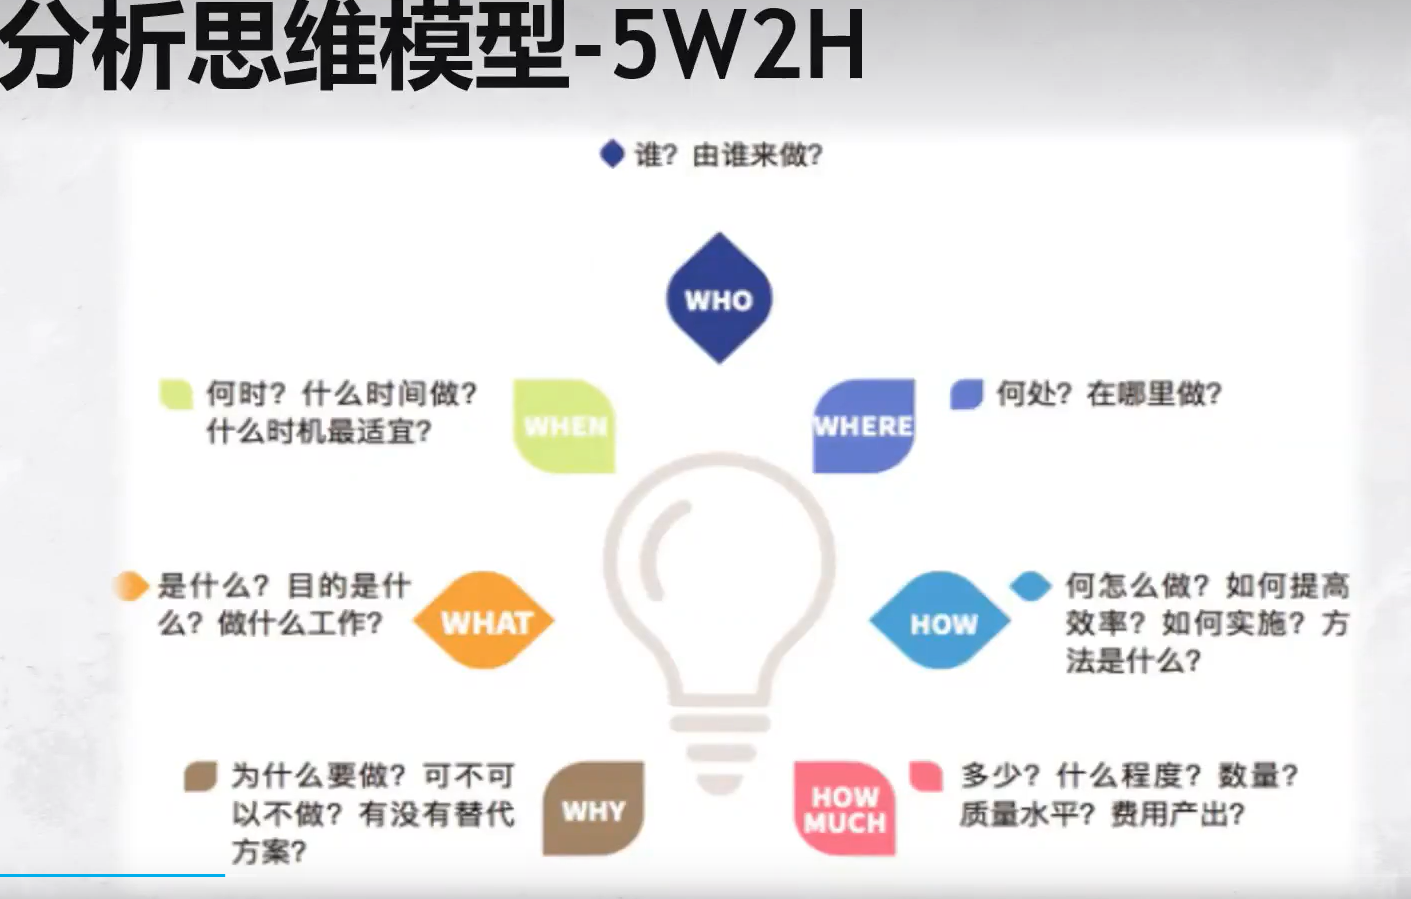 分析思维模型-5W2H
谁？由谁来做？
WHO
何时？什么时间做？
什么时机最适宜？
WHEN
WHERE
何处？在哪里做？
是什么？目的是什
么？做什么工作？
WHAT
HOW
何怎么做？如何提高
效率？如何实施？方
法是什么？
为什么要做？可不可
以不做？有没有替代
方案？
WHY
HOW
MUCH
多少？什么程度？数量？
质量水平？费用产出？